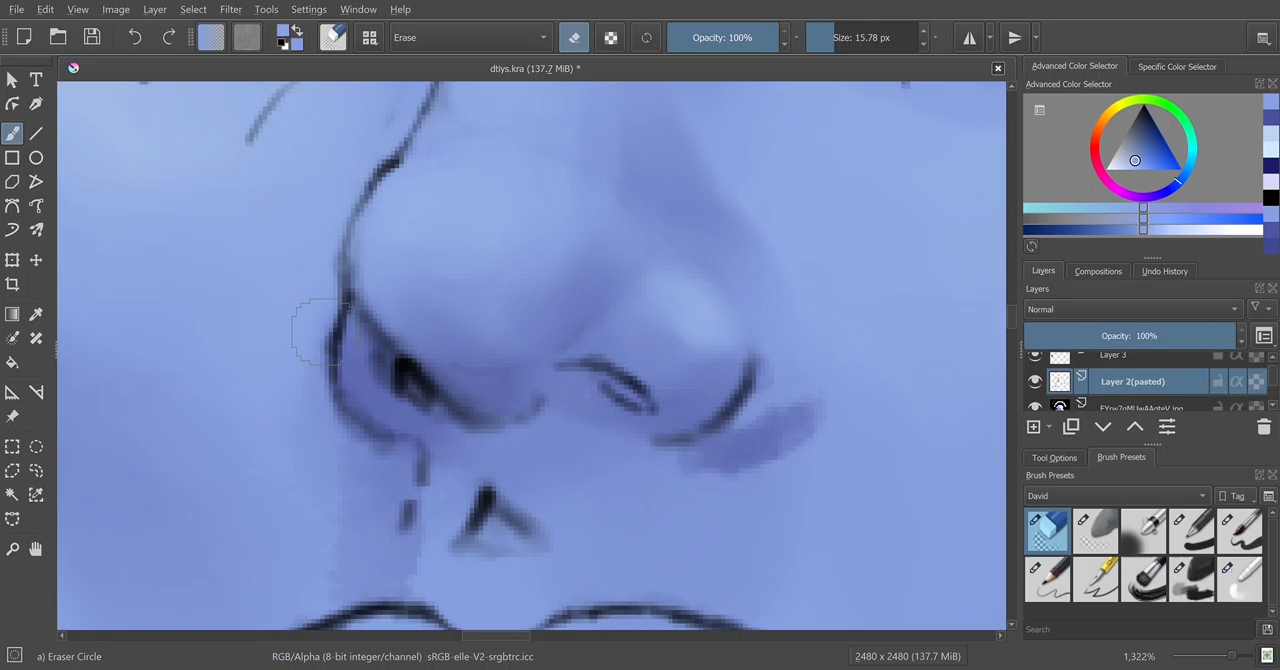 File Edit View Image Layer Select Filter Tools Settings Window Help
Erase Opacity: 100% Size: 15.78 px
dtiys.kra (137.7 MiB) *
Advanced Color Selector Specific Color Selector
Advanced Color Selector
Layers Compositions Undo History
Layers
Normal
Opacity: 100%
Layer 3
Layer 2(pasted)
Tool Options Brush Presets
Brush Presets
David Tag
Search
a) Eraser Circle RGB/Alpha (8-bit integer/channel) sRGB-elle-V2-srgbtrc.icc 2480 x 2480 (137.7 MiB) 1,322%